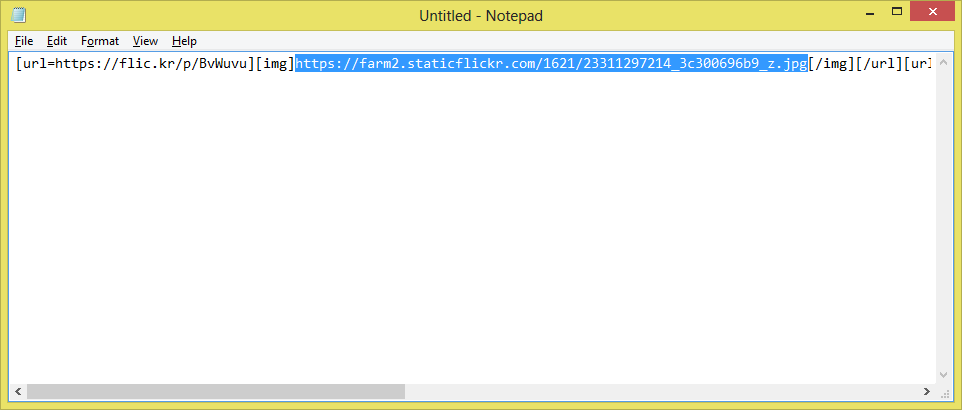 Untitled - Notepad
File Edit Format View Help
[url=https://flic.kr/p/BvWuvu][img]https://farm2.staticflickr.com/1621/23311297214_3c300696b9_z.jpg[/img][/url][url